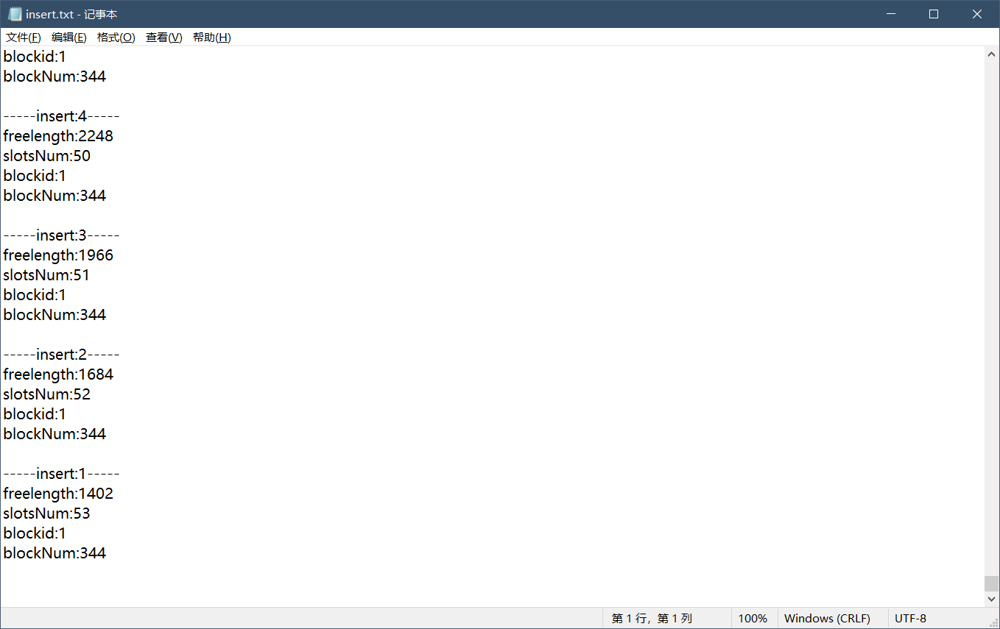 insert.txt - 记事本
文件(F) 编辑(E) 格式(O) 查看(V) 帮助(H)
blockid:1
blockNum:344
-----insert:4-----
freelength:2248
slotsNum:50
blockid:1
blockNum:344
-----insert:3-----
freelength:1966
slotsNum:51
blockid:1
blockNum:344
-----insert:2-----
freelength:1684
slotsNum:52
blockid:1
blockNum:344
-----insert:1-----
freelength:1402
slotsNum:53
blockid:1
blockNum:344
第 1 行，第 1 列 100% Windows (CRLF) UTF-8